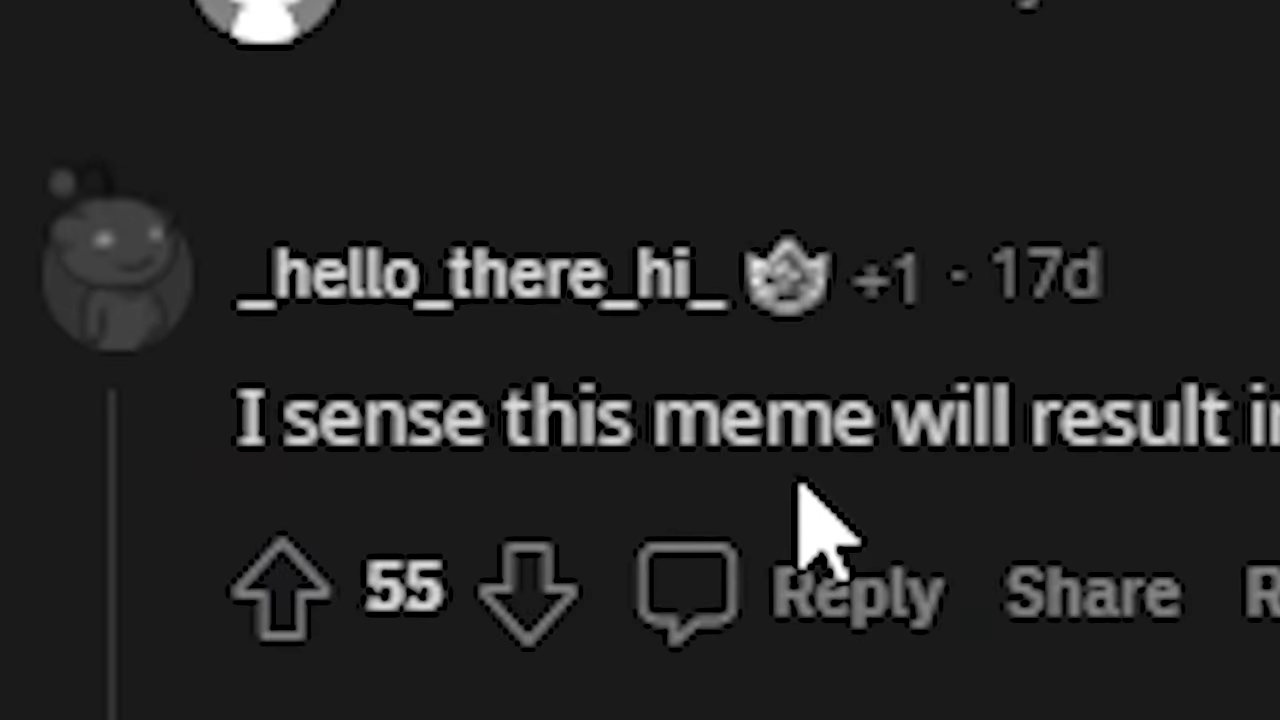 _hello_there_hi_ +1 · 17d
I sense this meme will result
55 Reply Share